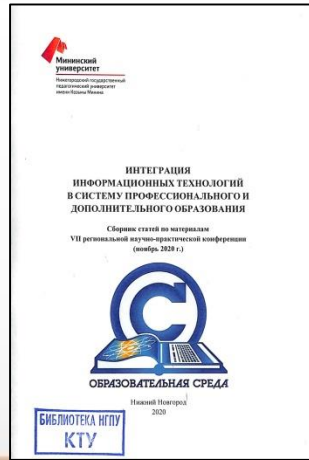 Мининский
университет
Нижегородский государственный
педагогический университет
имени Козьмы Минина
ИНТЕГРАЦИЯ
ИНФОРМАЦИОННЫХ ТЕХНОЛОГИЙ
В СИСТЕМУ ПРОФЕССИОНАЛЬНОГО И
ДОПОЛНИТЕЛЬНОГО ОБРАЗОВАНИЯ
Сборник статей по материалам
VII региональной научно-практической конференции
(ноябрь 2020 г.)
ОБРАЗОВАТЕЛЬНАЯ СРЕДА
Нижний Новгород
2020
БИБЛИОТЕКА НГПУ
КТУ